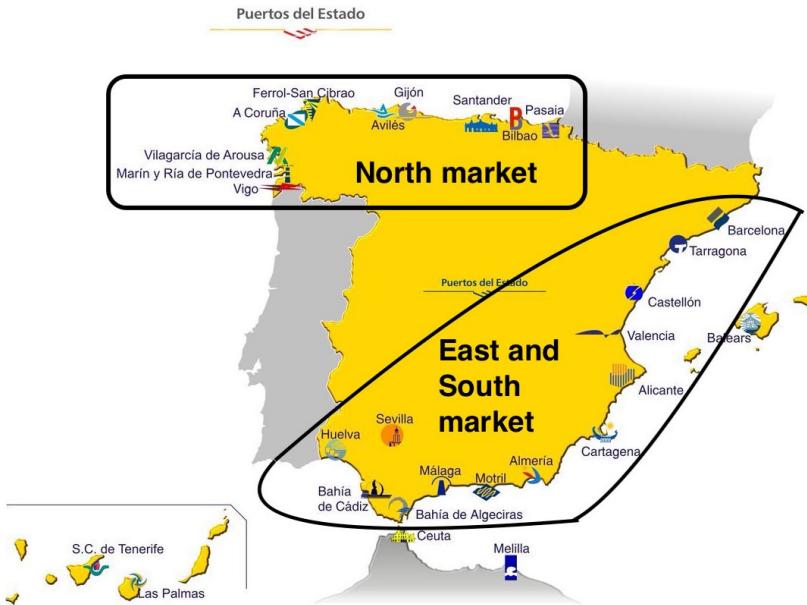 Puertos del Estado
Ferrol-San Cibrao
Gijón
A Coruña
Avilés
Santander
Pasaia
Bilbao
Vilagarcía de Arousa
Marín y Ría de Pontevedra
Vigo
North market
Barcelona
Tarragona
Puertos del Estado
Castellón
Valencia
Balears
East and
South
market
Alicante
Sevilla
Huelva
Cartagena
Almería
Málaga
Motril
Bahía
de Cádiz
Bahía de Algeciras
Ceuta
Melilla
S.C. de Tenerife
Las Palmas